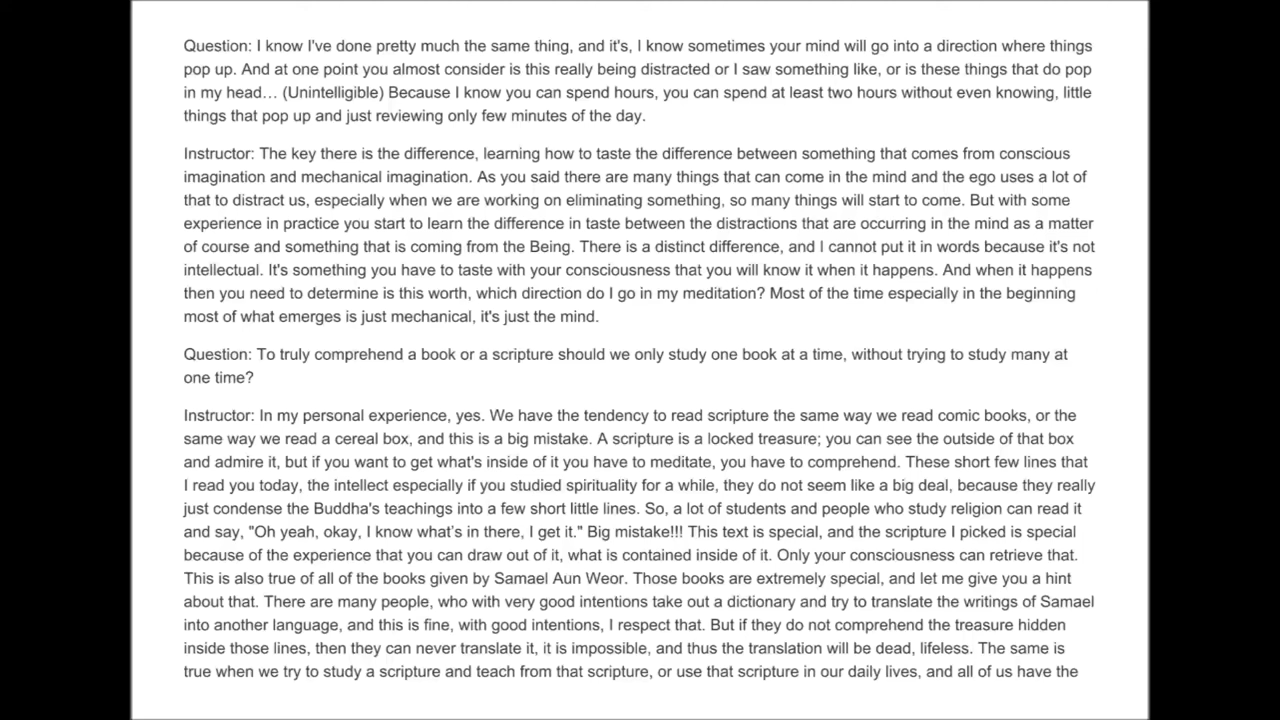 Question: I know I've done pretty much the same thing, and it's, I know sometimes your mind will go into a direction where things
pop up. And at one point you almost consider is this really being distracted or I saw something like, or is these things that do pop
in my head… (Unintelligible) Because I know you can spend hours, you can spend at least two hours without even knowing, little
things that pop up and just reviewing only few minutes of the day.
Instructor: The key there is the difference, learning how to taste the difference between something that comes from conscious
imagination and mechanical imagination. As you said there are many things that can come in the mind and the ego uses a lot of
that to distract us, especially when we are working on eliminating something, so many things will start to come. But with some
experience in practice you start to learn the difference in taste between the distractions that are occurring in the mind as a matter
of course and something that is coming from the Being. There is a distinct difference, and I cannot put it in words because it's not
intellectual. It's something you have to taste with your consciousness that you will know it when it happens. And when it happens
then you need to determine is this worth, which direction do I go in my meditation? Most of the time especially in the beginning
most of what emerges is just mechanical, it's just the mind.
Question: To truly comprehend a book or a scripture should we only study one book at a time, without trying to study many at
one time?
Instructor: In my personal experience, yes. We have the tendency to read scripture the same way we read comic books, or the
same way we read a cereal box, and this is a big mistake. A scripture is a locked treasure; you can see the outside of that box
and admire it, but if you want to get what's inside of it you have to meditate, you have to comprehend. These short few lines that
I read you today, the intellect especially if you studied spirituality for a while, they do not seem like a big deal, because they really
just condense the Buddha's teachings into a few short little lines. So, a lot of students and people who study religion can read it
and say, "Oh yeah, okay, I know what's in there, I get it." Big mistake!!! This text is special, and the scripture I picked is special
because of the experience that you can draw out of it, what is contained inside of it. Only your consciousness can retrieve that.
This is also true of all of the books given by Samael Aun Weor. Those books are extremely special, and let me give you a hint
about that. There are many people, who with very good intentions take out a dictionary and try to translate the writings of Samael
into another language, and this is fine, with good intentions, I respect that. But if they do not comprehend the treasure hidden
inside those lines, then they can never translate it, it is impossible, and thus the translation will be dead, lifeless. The same is
true when we try to study a scripture and teach from that scripture, or use that scripture in our daily lives, and all of us have the